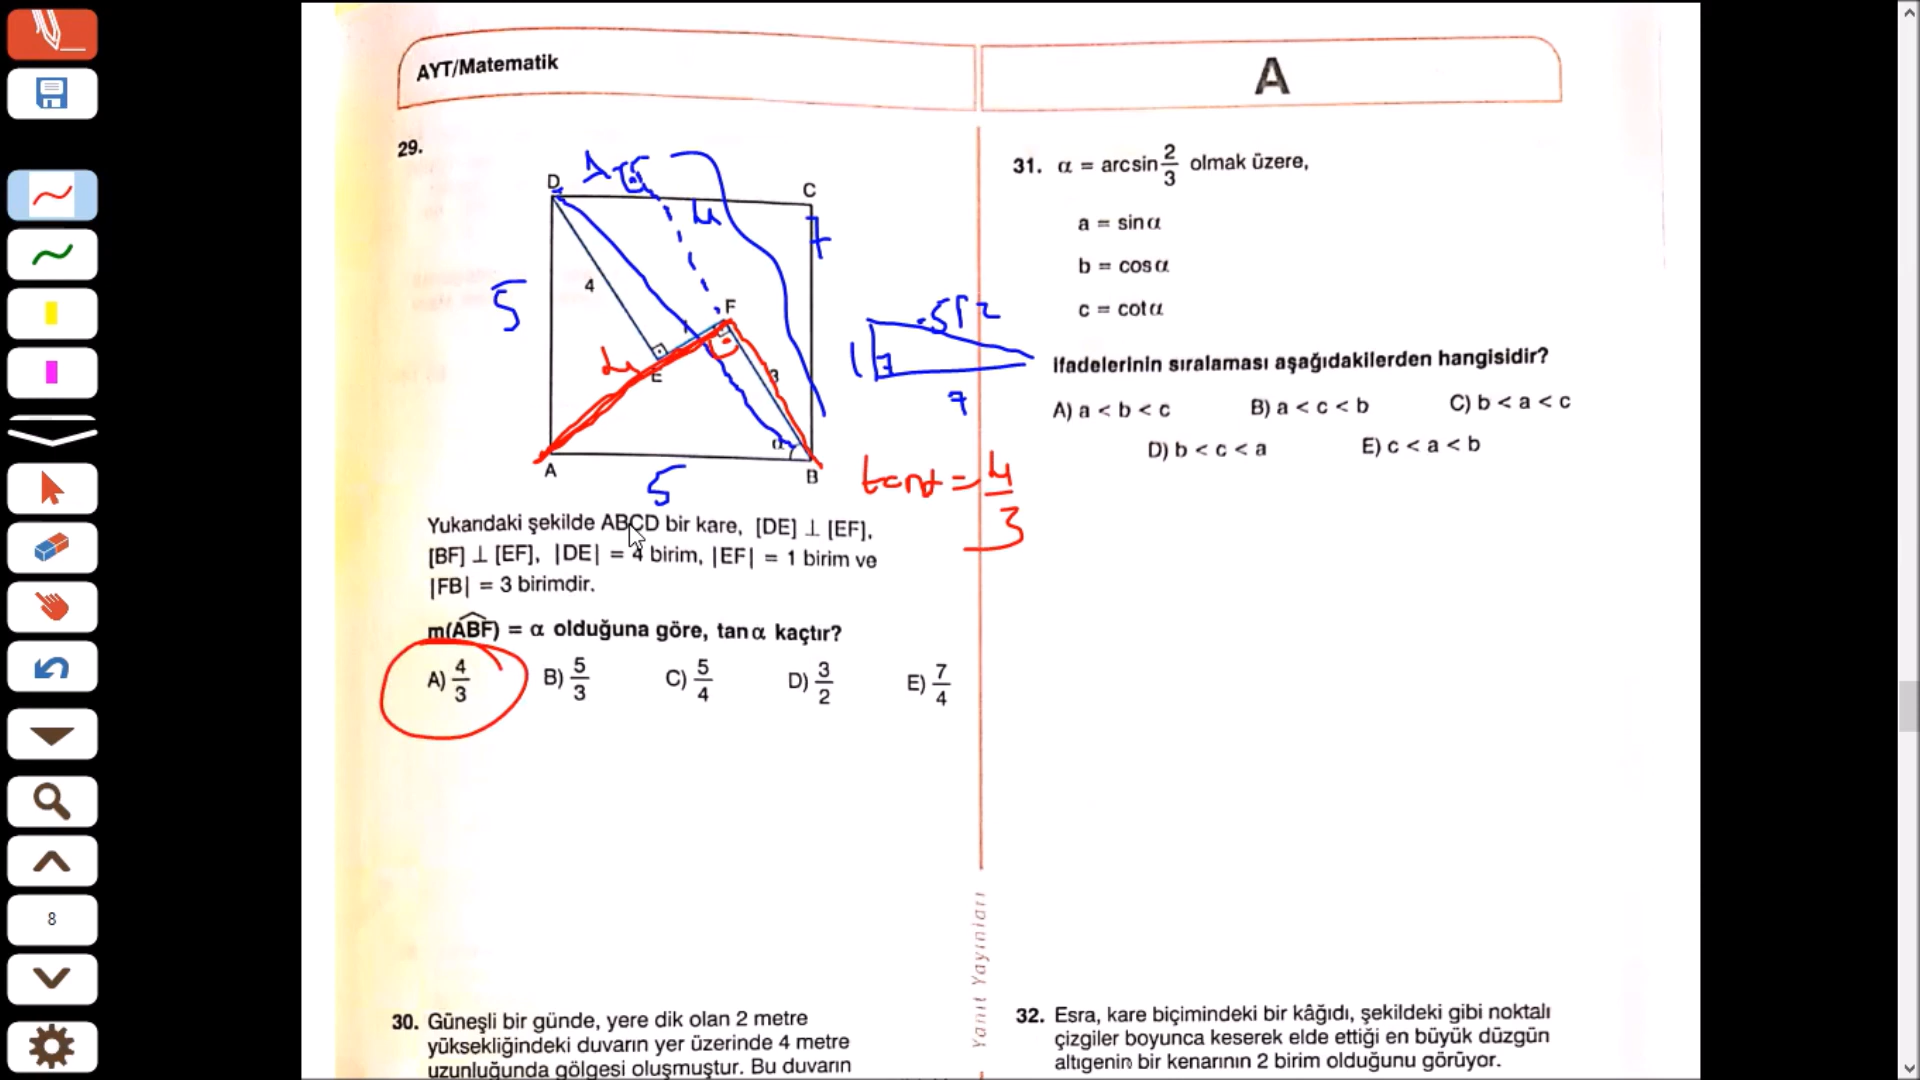 AYT/Matematik
A
29.
D
C
4
F
E
3
α
A
B
5
5
4
1
7
5√2
7
tanα = 4/3
Yukarıdaki şekilde ABCD bir kare, [DE] ⊥ [EF],
[BF] ⊥ [EF], |DE| = 4 birim, |EF| = 1 birim ve
|FB| = 3 birimdir.
m(ABF) = α olduğuna göre, tan α kaçtır?
A) 4/3 B) 5/3 C) 5/4 D) 3/2 E) 7/4
30. Güneşli bir günde, yere dik olan 2 metre
yüksekliğindeki duvarın yer üzerinde 4 metre
uzunluğunda gölgesi oluşmuştur. Bu duvarın
Yanıt Yayınları
31. α = arcsin 2/3 olmak üzere,
a = sin α
b = cos α
c = cot α
ifadelerinin sıralaması aşağıdakilerden hangisidir?
A) a < b < c B) a < c < b C) b < a < c
D) b < c < a E) c < a < b
32. Esra, kare biçimindeki bir kâğıdı, şekildeki gibi noktalı
çizgiler boyunca keserek elde ettiği en büyük düzgün
altıgenin bir kenarının 2 birim olduğunu görüyor.
8